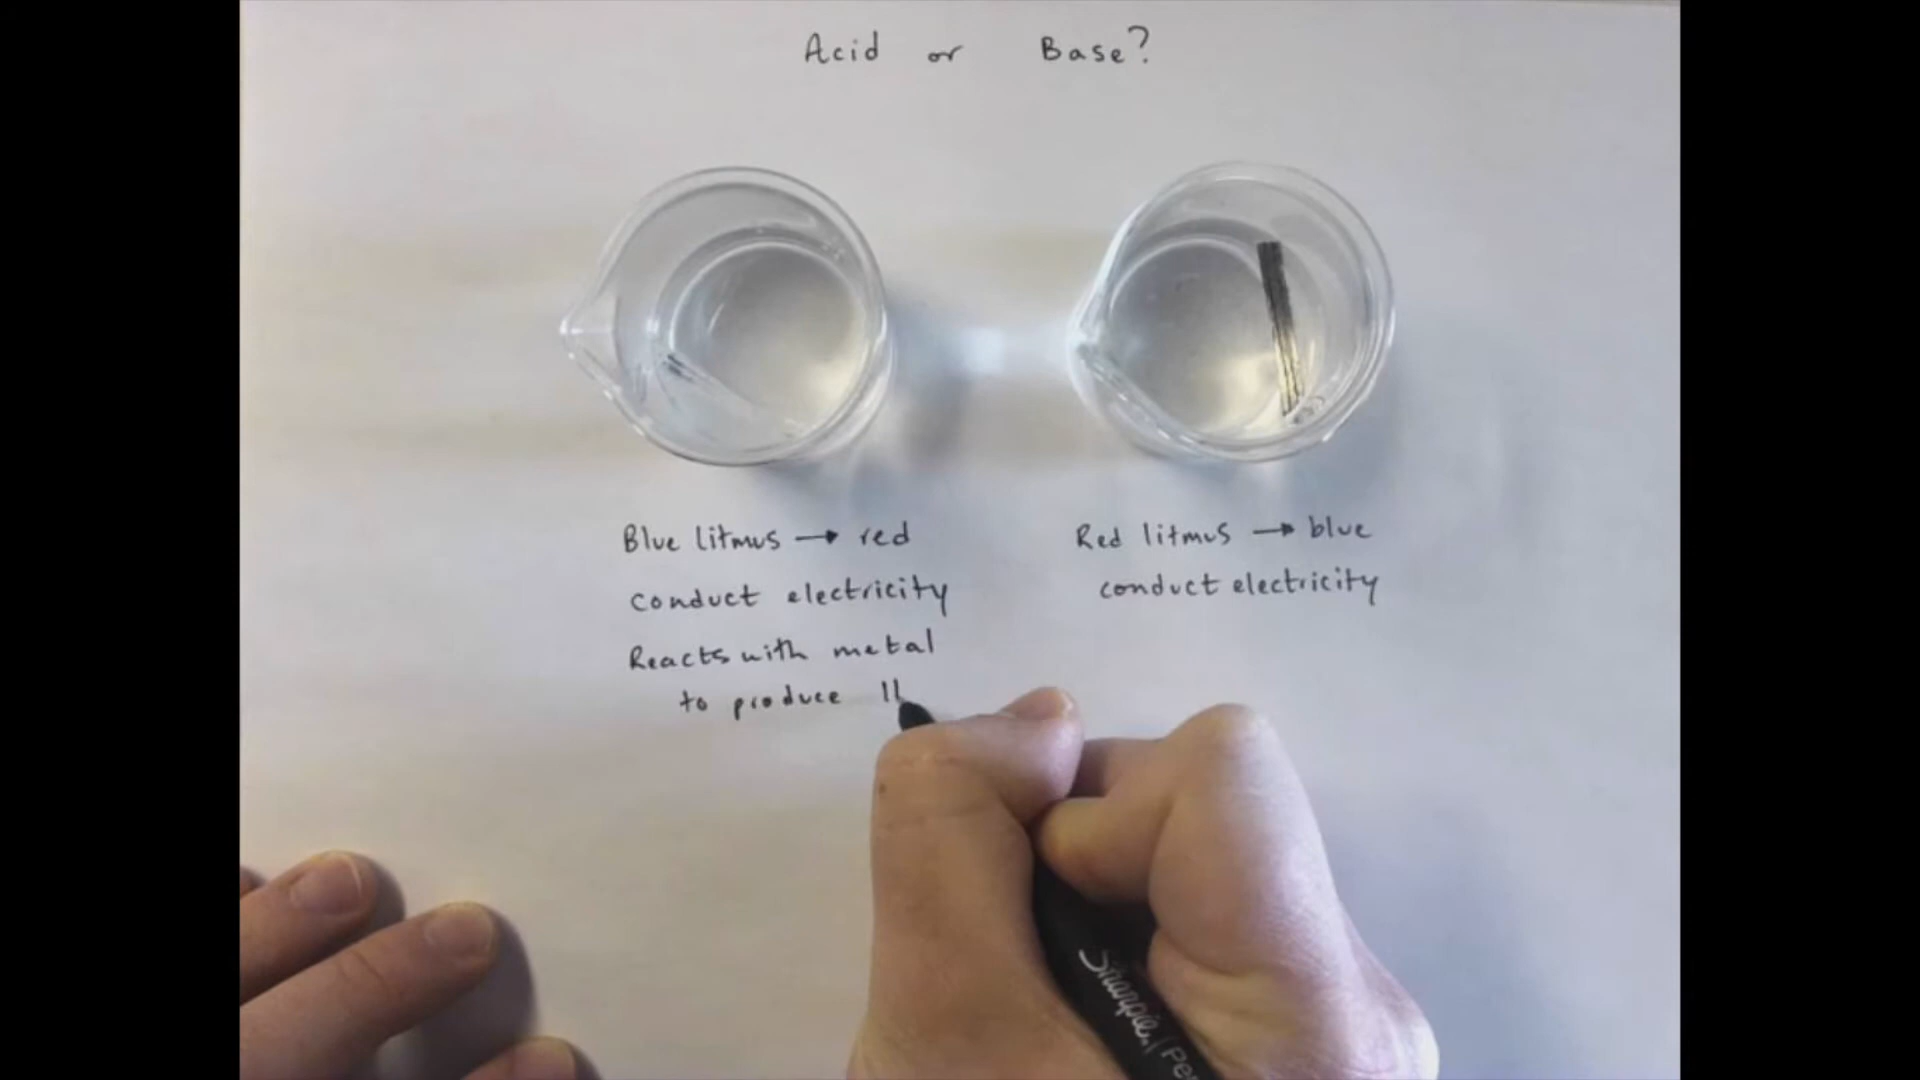 Acid or Base?
Blue litmus → red
conduct electricity
Reacts with metal
to produce
Red litmus → blue
conduct electricity
Sharpie